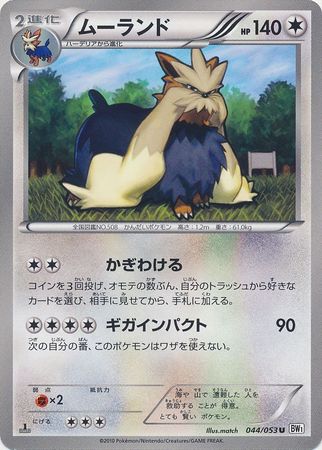 2進化 ムーランド HP 140
ハーデリアから進化
全国図鑑NO.508 かんだいポケモン 高さ：1.2m 重さ：61.0kg
かぎわける
コインを3回投げ、オモテの数ぶん、自分のトラッシュから好きな
カードを選び、相手に見せてから、手札に加える。
ギガインパクト 90
次の自分の番、このポケモンはワザを使えない。
弱点 抵抗力
×2
にげる
海や山で遭難した人を
救助することが得意。
とても賢いポケモン。
Illus.match 044/053 U BW1
©2010 Pokémon/Nintendo/Creatures/GAME FREAK.